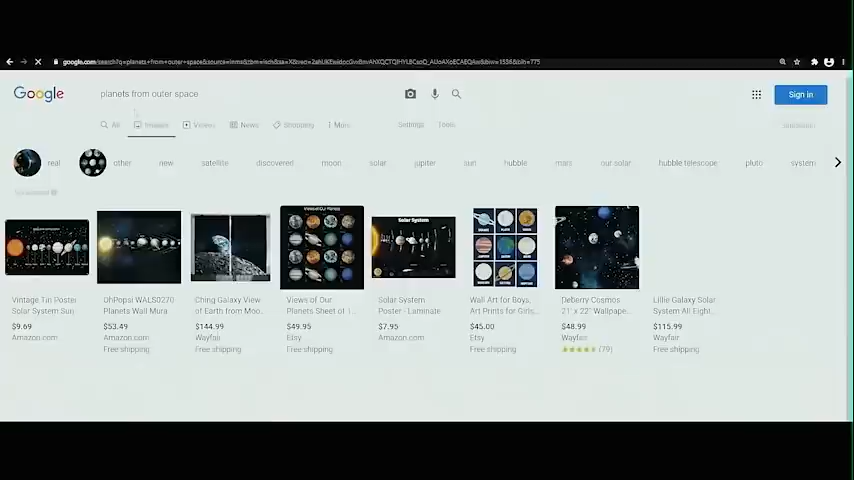 Google
planets from outer space
Sign in
All Images Videos News Shopping More Settings Tools
real other new satellite discovered moon solar jupiter sun hubble mars our solar hubble telescope pluto system
Vintage Tin Poster
Solar System Sun
$9.69
Amazon.com
OhPopsi WALS0270
Planets Wall Mura
$53.49
Amazon.com
Free shipping
Ching Galaxy View
of Earth from Moo...
$144.99
Wayfair
Free shipping
Views of Our
Planets Sheet of 1...
$49.95
Etsy
Free shipping
Solar System
Solar System
Poster - Laminate
$7.95
Amazon.com
Wall Art for Boys,
Art Prints for Girls...
$45.00
Etsy
Free shipping
Deberry Cosmos
21' x 22" Wallpape...
$48.99
Wayfair
(79)
Lillie Galaxy Solar
System All Eight...
$115.99
Wayfair
Free shipping